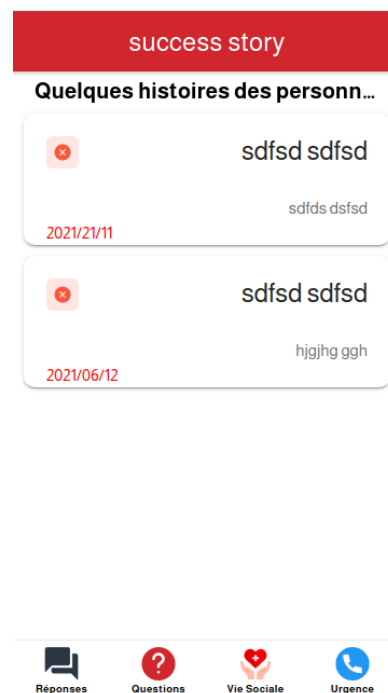 success story
Quelques histoires des personn...
sdfsd sdfsd
sdfds dsfsd
2021/21/11
sdfsd sdfsd
hjgjhg ggh
2021/06/12
Réponses Questions Vie Sociale Urgence